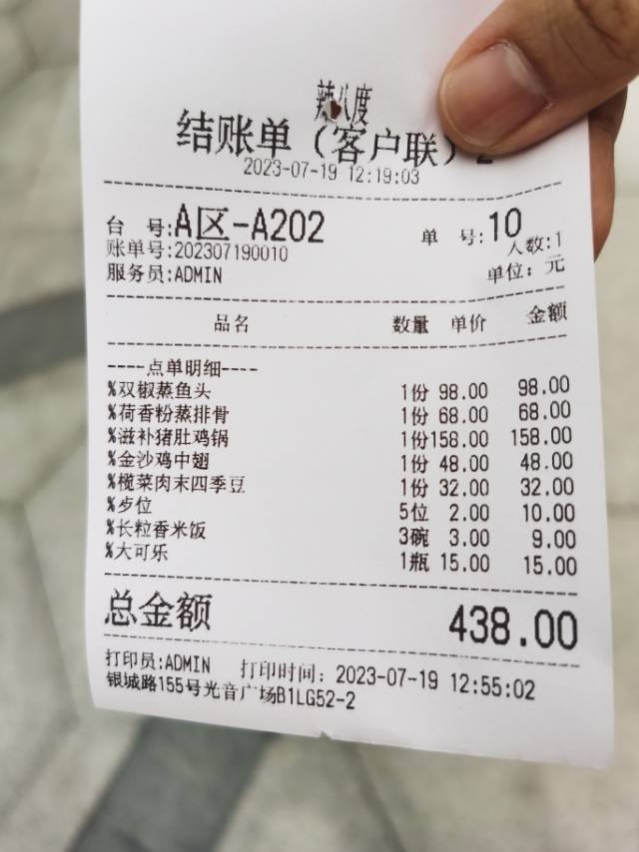 辣八度
结账单（客户联）2
2023-07-19 12:19:03
台 号:A区-A202 单 号:10
账单号:202307190010 人数:1
服务员:ADMIN 单位: 元
品名 数量 单价 金额
----点单明细----
%双椒蒸鱼头 1份 98.00 98.00
%荷香粉蒸排骨 1份 68.00 68.00
%滋补猪肚鸡锅 1份158.00 158.00
%金沙鸡中翅 1份 48.00 48.00
%榄菜肉末四季豆 1份 32.00 32.00
%歺位 5位 2.00 10.00
%长粒香米饭 3碗 3.00 9.00
%大可乐 1瓶 15.00 15.00
总金额 438.00
打印员:ADMIN 打印时间: 2023-07-19 12:55:02
银城路155号光音广场B1LG52-2